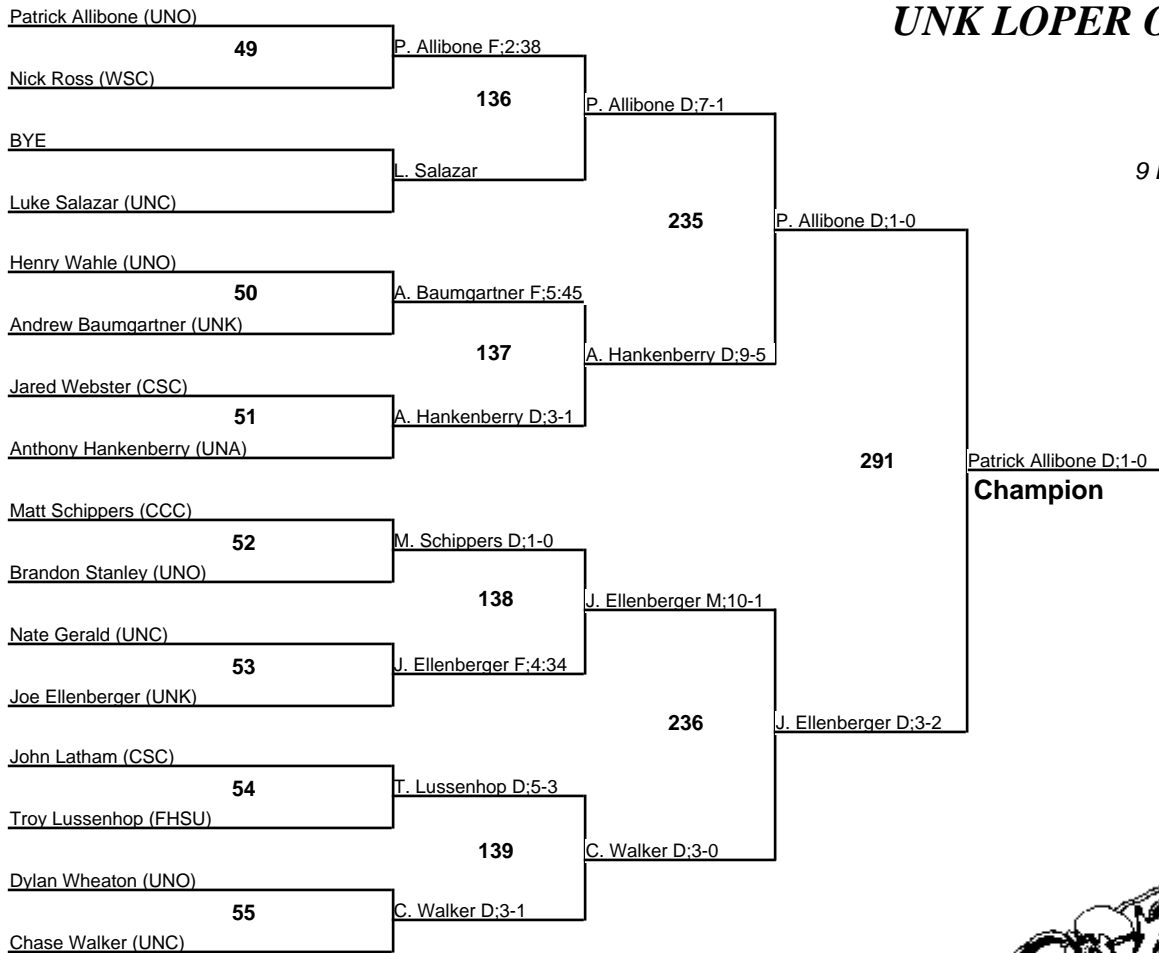 UNK LOPER
9
Patrick Allibone (UNO)
49
Nick Ross (WSC)
P. Allibone F;2:38
136
BYE
L. Salazar
Luke Salazar (UNC)
P. Allibone D;7-1
235
Henry Wahle (UNO)
50
Andrew Baumgartner (UNK)
A. Baumgartner F;5:45
137
Jared Webster (CSC)
51
Anthony Hankenberry (UNA)
A. Hankenberry D;3-1
A. Hankenberry D;9-5
P. Allibone D;1-0
291
Patrick Allibone D;1-0
Champion
Matt Schippers (CCC)
52
Brandon Stanley (UNO)
M. Schippers D;1-0
138
Nate Gerald (UNC)
53
Joe Ellenberger (UNK)
J. Ellenberger F;4:34
J. Ellenberger M;10-1
236
J. Ellenberger D;3-2
John Latham (CSC)
54
Troy Lussenhop (FHSU)
T. Lussenhop D;5-3
139
Dylan Wheaton (UNO)
55
Chase Walker (UNC)
C. Walker D;3-1
C. Walker D;3-0